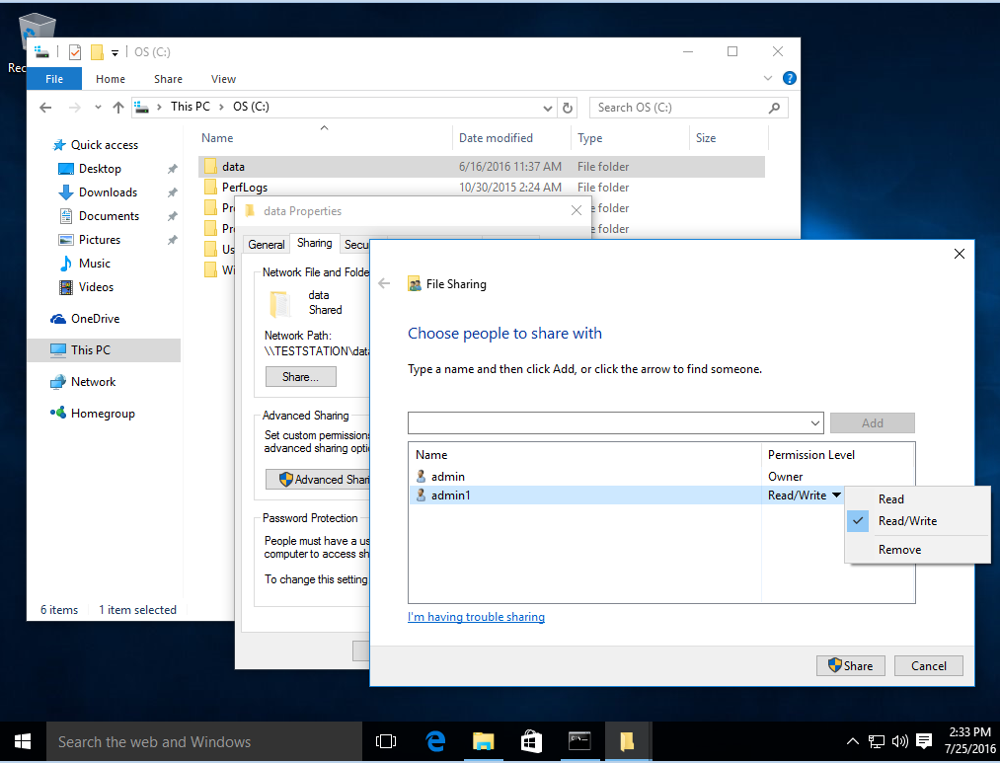 Rec
OS (C:)
File Home Share View
This PC OS (C:)
Search OS (C:)
Name Date modified Type Size
Quick access
Desktop
Downloads
Documents
Pictures
Music
Videos
OneDrive
This PC
Network
Homegroup
data 6/16/2016 11:37 AM File folder
PerfLogs 10/30/2015 2:24 AM File folder
Pr e folder
Pr e folder
Us
Wi
6 items 1 item selected
data Properties
General Sharing Secu
Network File and Folde
data
Shared
Network Path:
\\TESTSTATION\data
Share...
Advanced Sharing
Set custom permissions
advanced sharing optio
Advanced Shari
Password Protection
People must have a us
computer to access sh
To change this setting
File Sharing
Choose people to share with
Type a name and then click Add, or click the arrow to find someone.
Add
Name Permission Level
admin Owner
admin1 Read/Write
Read
Read/Write
Remove
I'm having trouble sharing
Share Cancel
Search the web and Windows
2:33 PM
7/25/2016